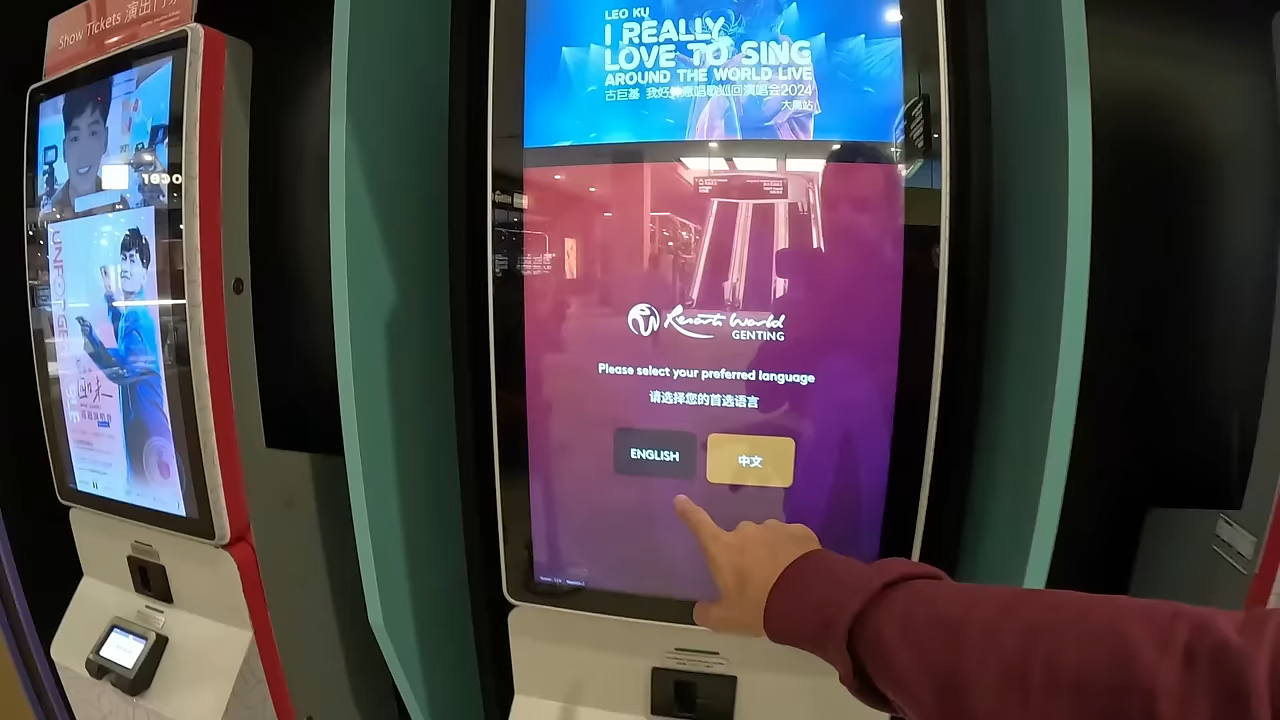 Show Tickets 演出门票
LEO KU
I REALLY
LOVE TO SING
AROUND THE WORLD LIVE
古巨基 我好钟意唱歌巡回演唱会2024
大馬站
Resorts World
GENTING
Please select your preferred language
请选择您的首选语言
ENGLISH
中文